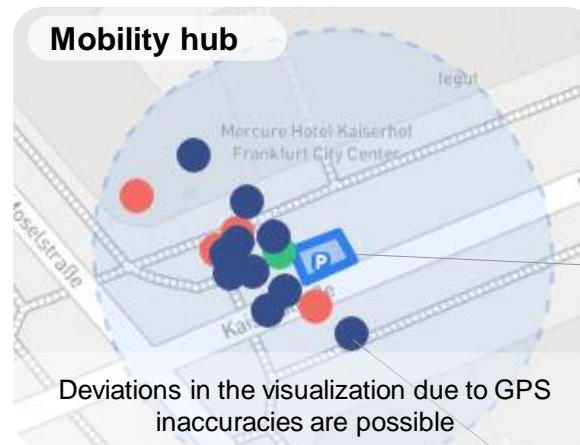 Mobility hub
tegut
Mercure Hotel Kaiserhof
Frankfurt City Center
Moselstraße
P
Deviations in the visualization due to GPS
inaccuracies are possible